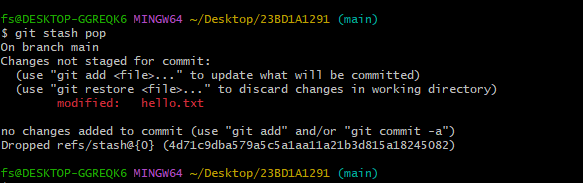 fs@DESKTOP-GGREQK6 MINGW64 ~/Desktop/23BD1A1291 (main)
$ git stash pop
On branch main
Changes not staged for commit:
  (use "git add <file>..." to update what will be committed)
  (use "git restore <file>..." to discard changes in working directory)
        modified:   hello.txt

no changes added to commit (use "git add" and/or "git commit -a")
Dropped refs/stash@{0} (4d71c9dba579a5c5a1aa11a21b3d815a18245082)

fs@DESKTOP-GGREQK6 MINGW64 ~/Desktop/23BD1A1291 (main)